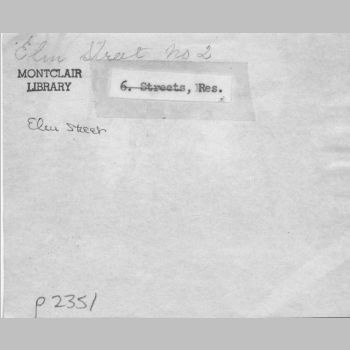 Elm Street No 2
MONTCLAIR
LIBRARY
6. Streets, Res.
Elm Street
p 2351